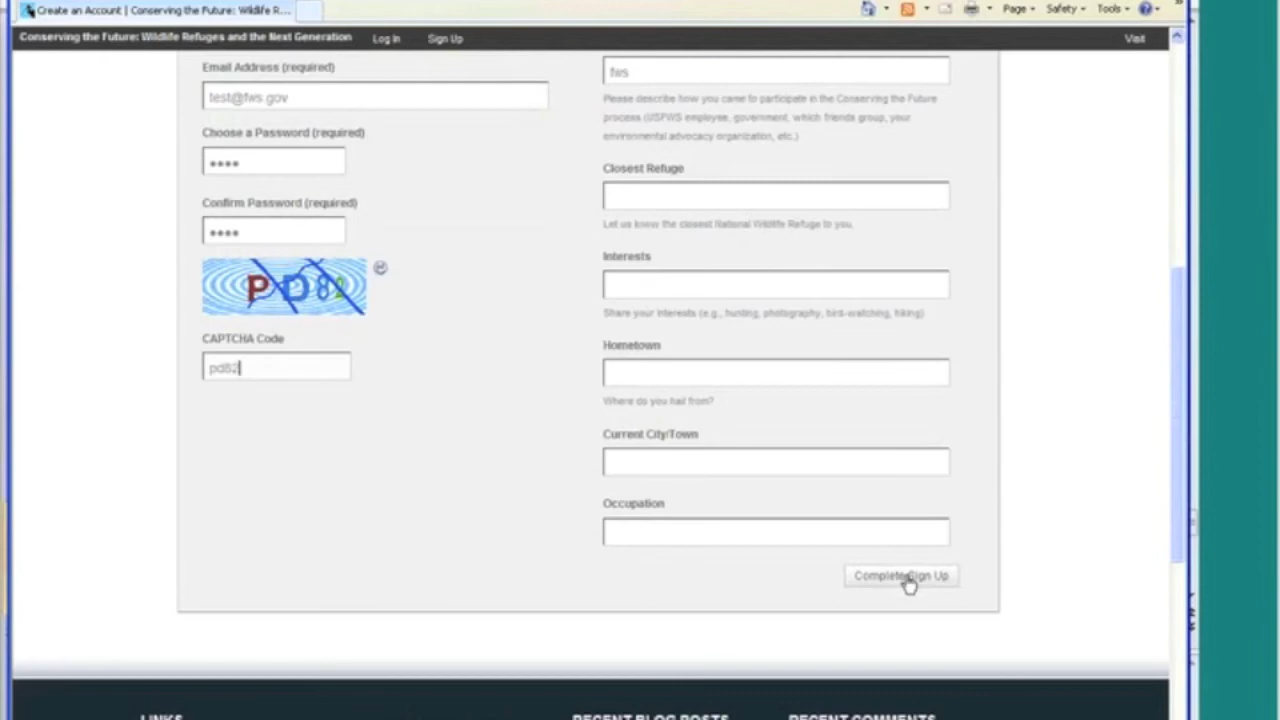 Create an Account | Conserving the Future: Wildlife R...
Page
Safety
Tools
Conserving the Future: Wildlife Refuges and the Next Generation
Log In
Sign Up
Visit
Email Address (required)
test@fws.gov
Choose a Password (required)
••••
Confirm Password (required)
••••
PD82
CAPTCHA Code
pd82
fws
Please describe how you came to participate in the Conserving the Future
process (USFWS employee, government, which friends group, your
environmental advocacy organization, etc.)
Closest Refuge
Let us know the closest National Wildlife Refuge to you.
Interests
Share your interests (e.g., hunting, photography, bird-watching, hiking)
Hometown
Where do you hail from?
Current City/Town
Occupation
Complete Sign Up
LINKS
RECENT BLOG POSTS
RECENT COMMENTS